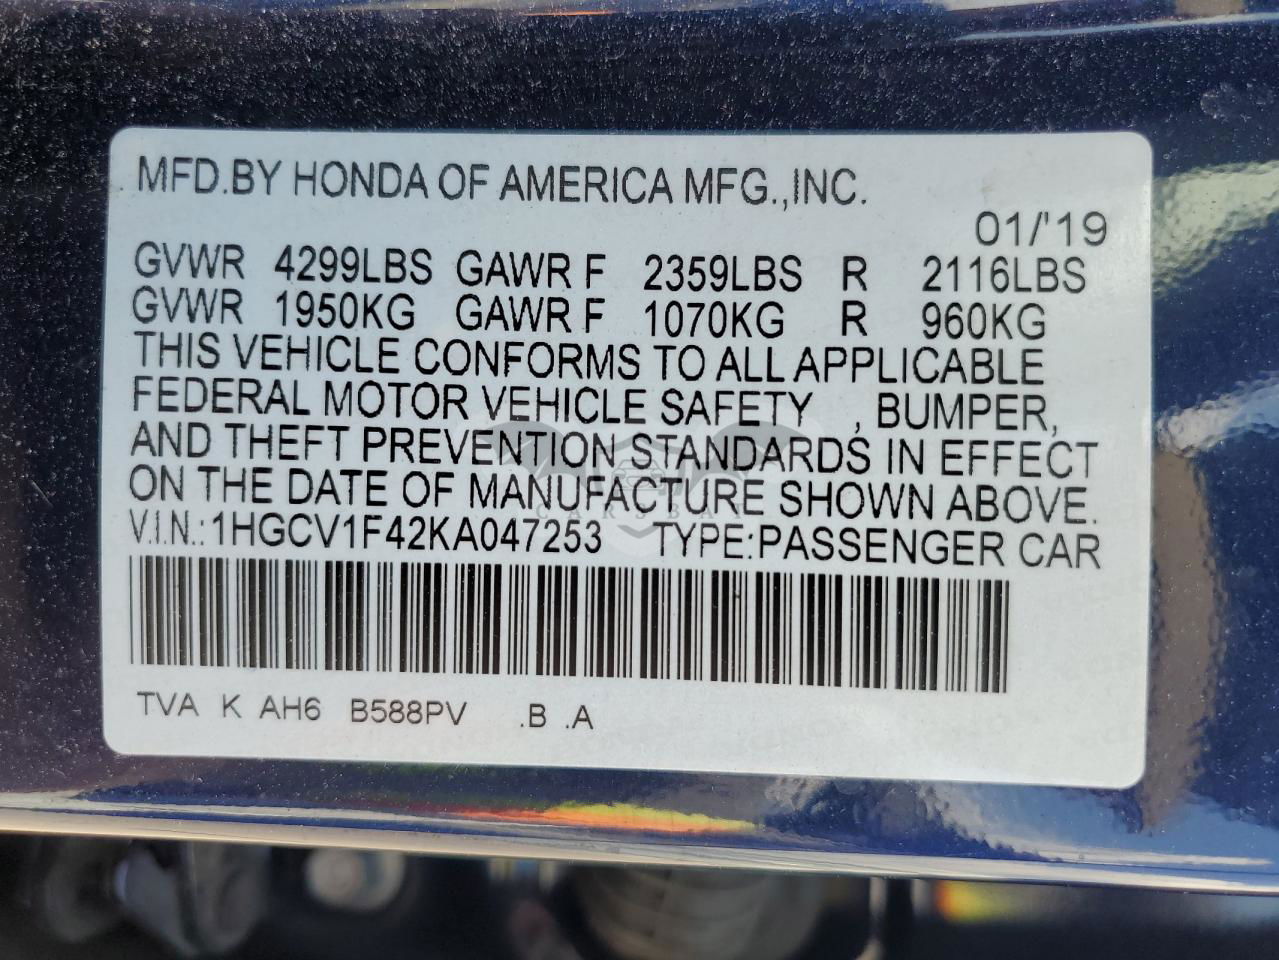 MFD.BY HONDA OF AMERICA MFG.,INC.
01/'19
GVWR 4299LBS GAWR F 2359LBS R 2116LBS
GVWR 1950KG GAWR F 1070KG R 960KG
THIS VEHICLE CONFORMS TO ALL APPLICABLE
FEDERAL MOTOR VEHICLE SAFETY , BUMPER,
AND THEFT PREVENTION STANDARDS IN EFFECT
ON THE DATE OF MANUFACTURE SHOWN ABOVE.
CARSBAT
V.I.N.: 1HGCV1F42KA047253 TYPE:PASSENGER CAR
TVA K AH6 B588PV .B .A